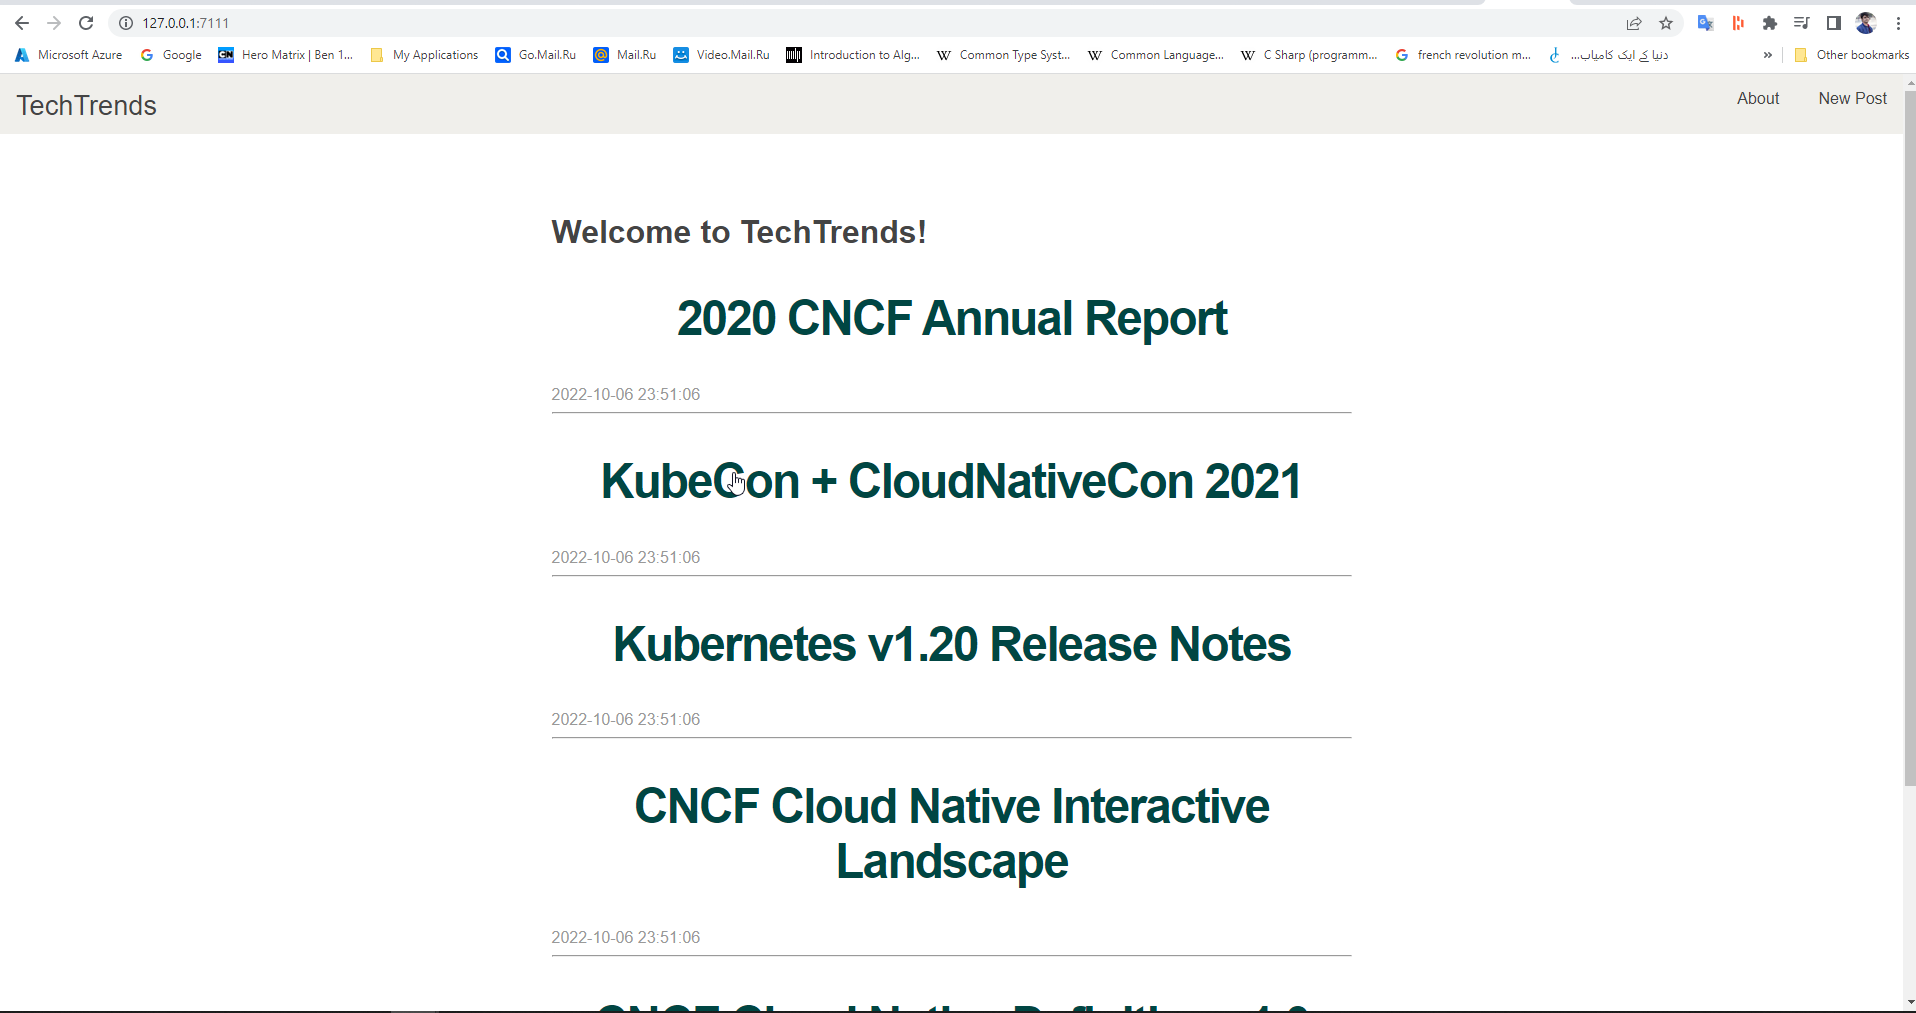 127.0.0.1:7111
Microsoft Azure Google Hero Matrix | Ben 1... My Applications Go.Mail.Ru Mail.Ru Video.Mail.Ru Introduction to Alg... Common Type Syst... Common Language... C Sharp (programm... french revolution m... دنیا کے ایک کامیاب... » Other bookmarks
TechTrends About New Post
Welcome to TechTrends!
2020 CNCF Annual Report
2022-10-06 23:51:06
KubeCon + CloudNativeCon 2021
2022-10-06 23:51:06
Kubernetes v1.20 Release Notes
2022-10-06 23:51:06
CNCF Cloud Native Interactive
Landscape
2022-10-06 23:51:06